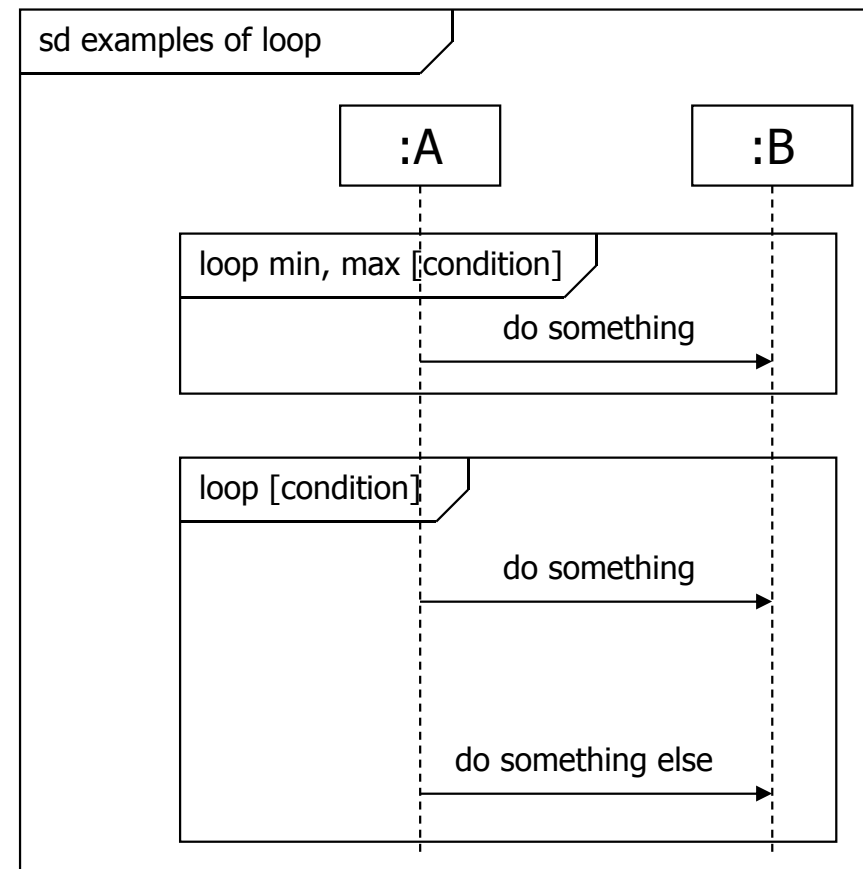 sd examples of loop
:A
:B
loop min, max [condition]
do something
loop [condition]
do something
do something else